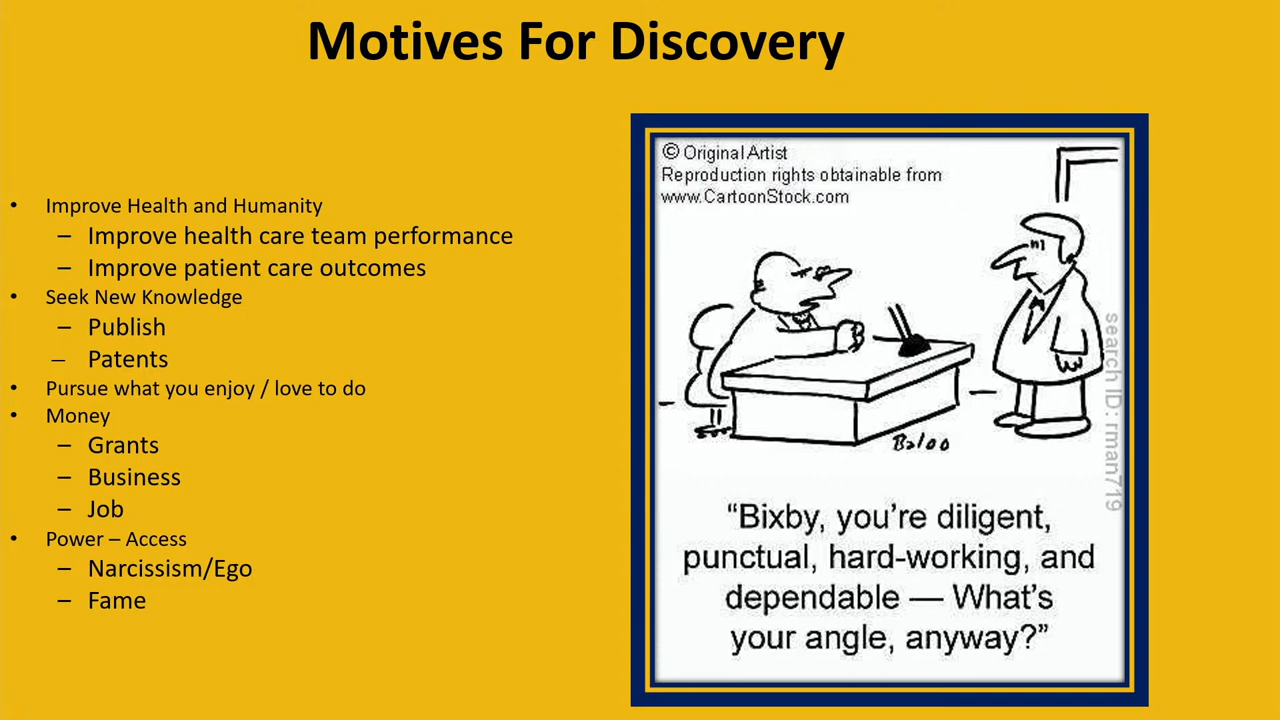 Motives For Discovery
• Improve Health and Humanity
– Improve health care team performance
– Improve patient care outcomes
• Seek New Knowledge
– Publish
– Patents
• Pursue what you enjoy / love to do
• Money
– Grants
– Business
– Job
• Power – Access
– Narcissism/Ego
– Fame
© Original Artist
Reproduction rights obtainable from
www.CartoonStock.com
search ID: rman719
Baloo
“Bixby, you’re diligent,
punctual, hard-working, and
dependable — What’s
your angle, anyway?”